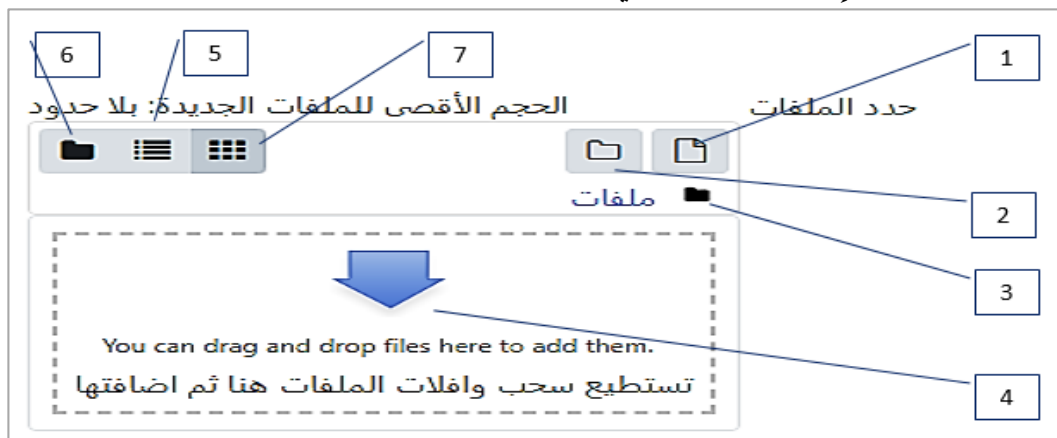 6 5 7 1
حدد الملفات الحجم الأقصى للملفات الجديدة: بلا حدود
ملفات
2
3
You can drag and drop files here to add them.
تستطيع سحب وافلات الملفات هنا ثم اضافتها
4